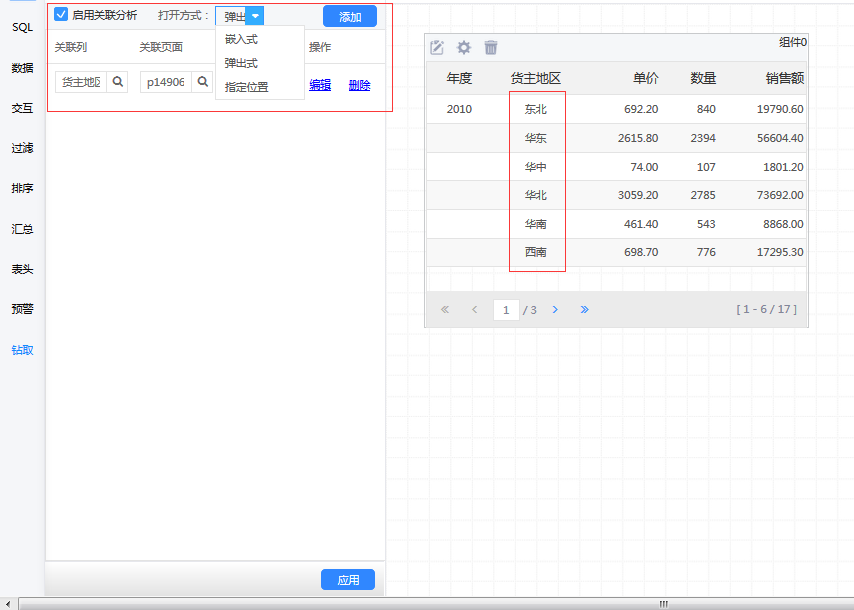 SQL
数据
交互
过滤
排序
汇总
表头
预警
钻取
启用关联分析 打开方式： 弹出 添加
关联列 关联页面 操作
嵌入式
弹出式
指定位置
货主地区 p14906 编辑 删除
应用
组件0
年度 货主地区 单价 数量 销售额
2010 东北 692.20 840 19790.60
华东 2615.80 2394 56604.40
华中 74.00 107 1801.20
华北 3059.20 2785 73692.00
华南 461.40 543 8868.00
西南 698.70 776 17295.30
« ‹ 1 / 3 › » [ 1 - 6 / 17 ]